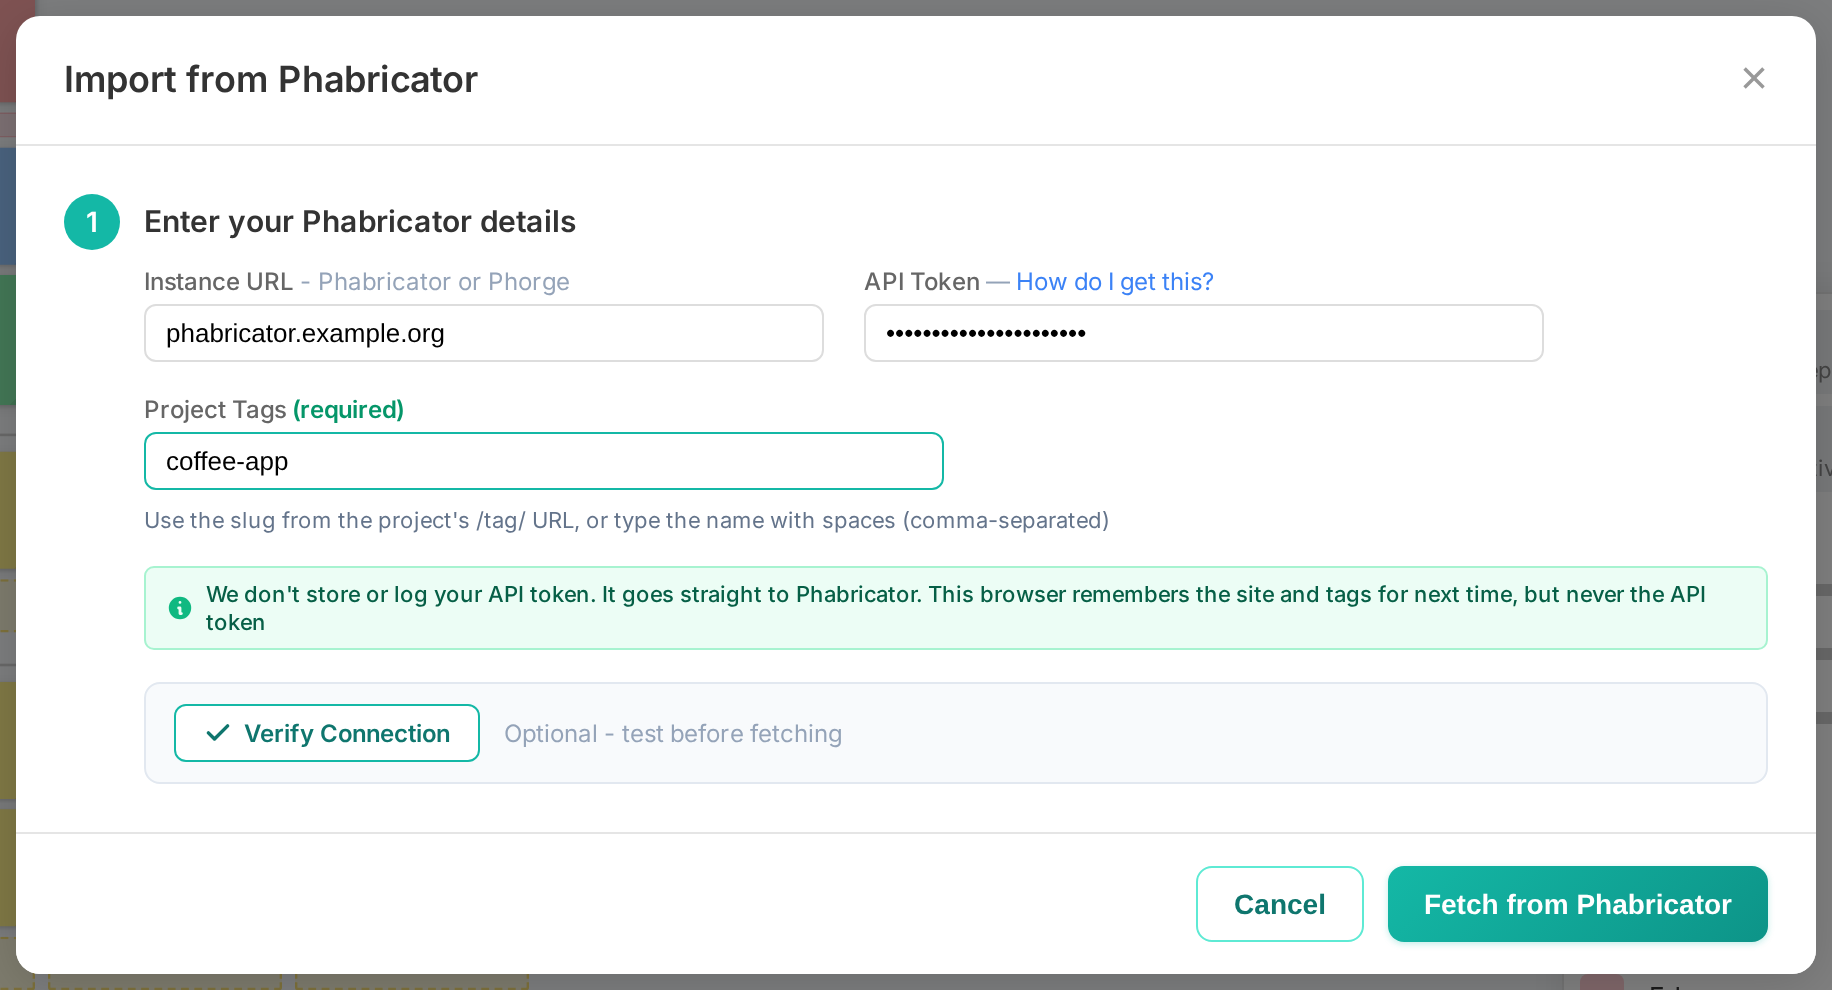 Import from Phabricator
1
Enter your Phabricator details
Instance URL - Phabricator or Phorge
API Token — How do I get this?
phabricator.example.org
••••••••••••••••••••••
Project Tags (required)
coffee-app
Use the slug from the project's /tag/ URL, or type the name with spaces (comma-separated)
We don't store or log your API token. It goes straight to Phabricator. This browser remembers the site and tags for next time, but never the API
token
Verify Connection
Optional - test before fetching
Cancel
Fetch from Phabricator